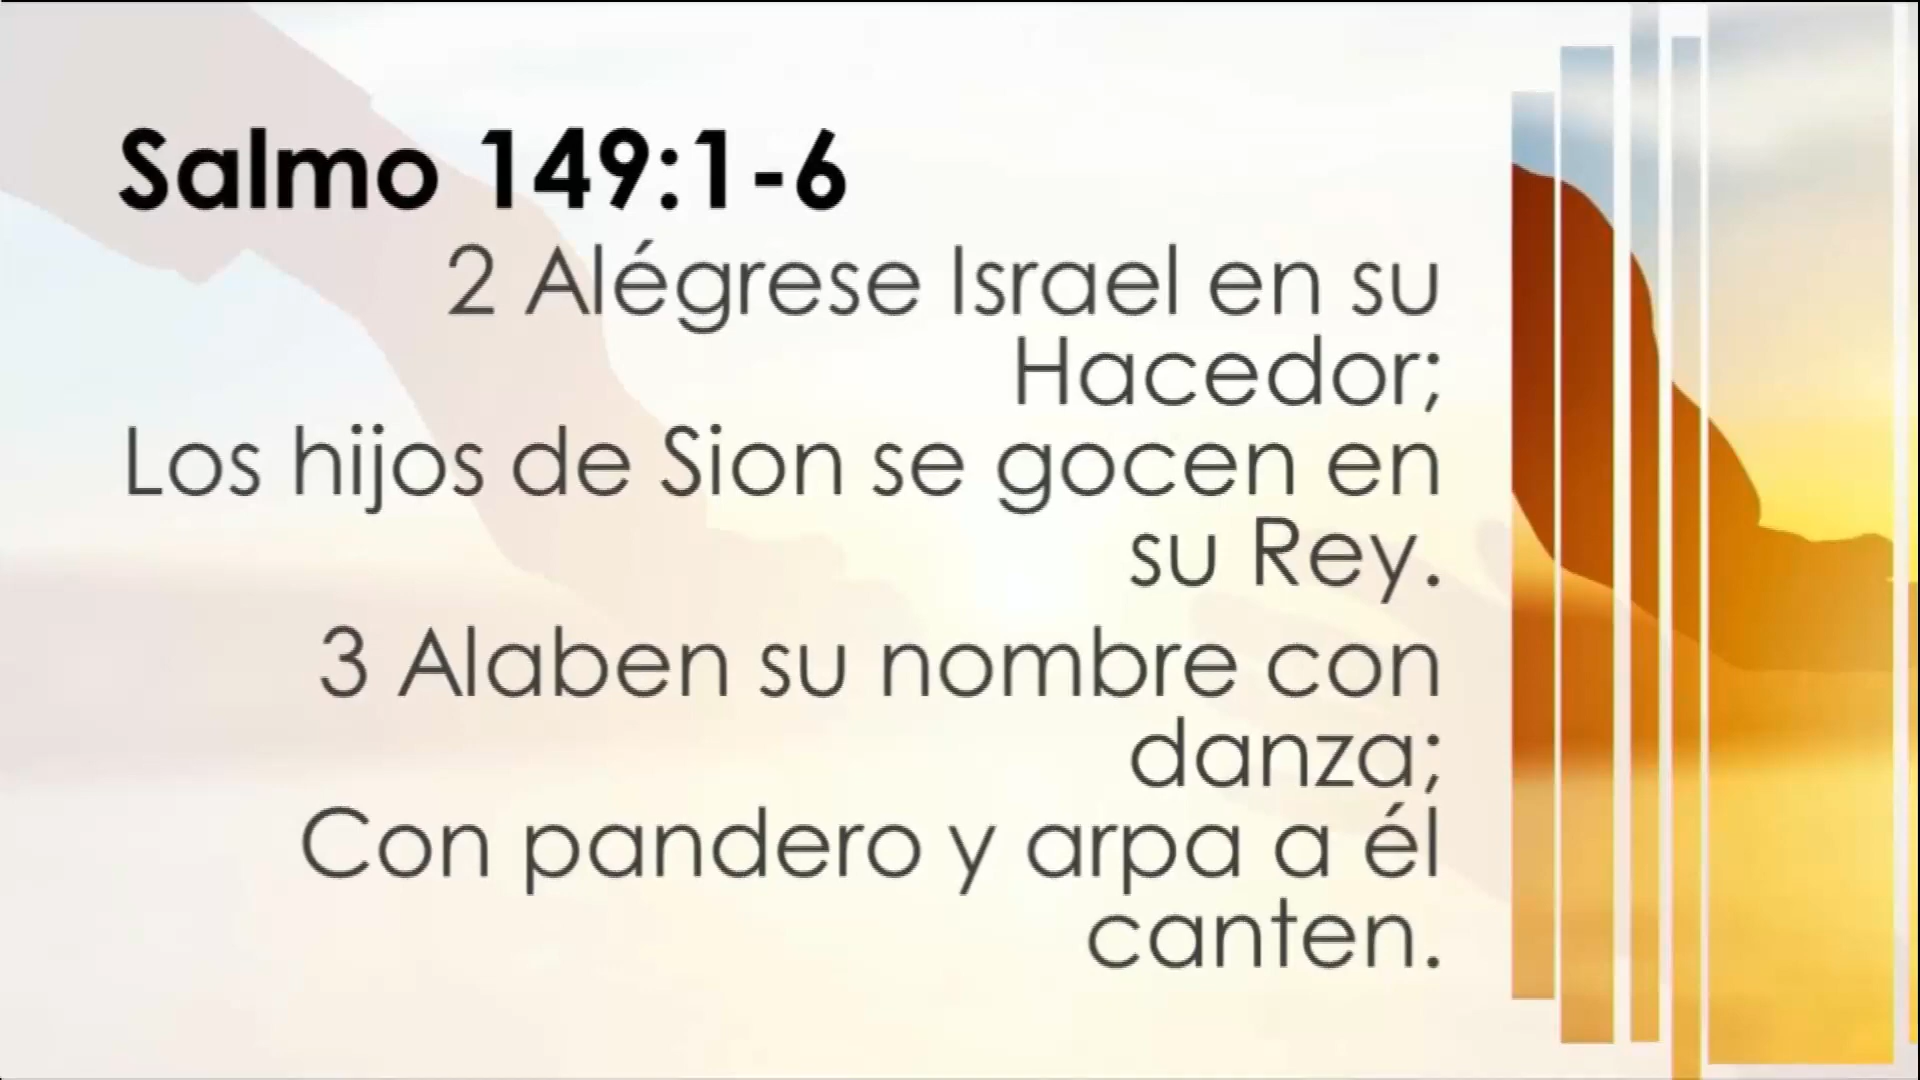 Salmo 149:1-6
2 Alégrese Israel en su
Hacedor;
Los hijos de Sion se gocen en
su Rey.
3 Alaben su nombre con
danza;
Con pandero y arpa a él
canten.